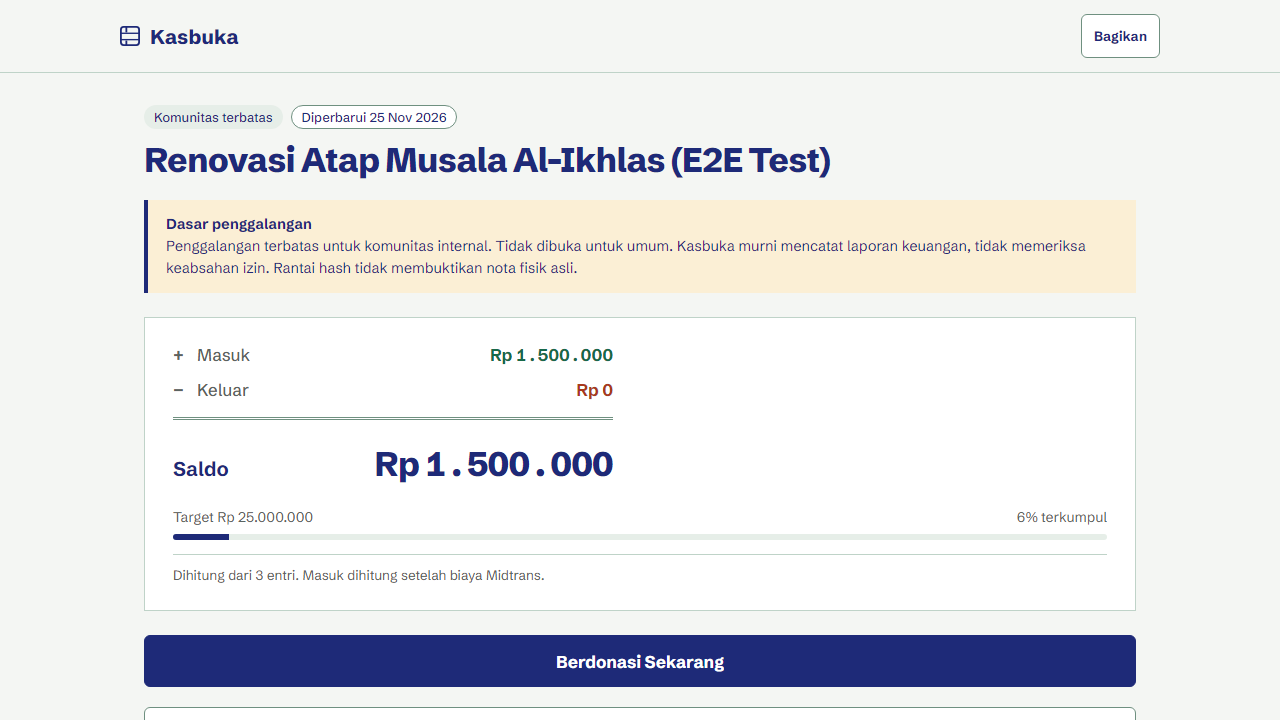 Kasbuka
Bagikan
Komunitas terbatas
Diperbarui 25 Nov 2026
Renovasi Atap Musala Al-Ikhlas (E2E Test)
Dasar penggalangan
Penggalangan terbatas untuk komunitas internal. Tidak dibuka untuk umum. Kasbuka murni mencatat laporan keuangan, tidak memeriksa
keabsahan izin. Rantai hash tidak membuktikan nota fisik asli.
+ Masuk Rp 1.500.000
− Keluar Rp 0
Saldo Rp 1.500.000
Target Rp 25.000.000 6% terkumpul
Dihitung dari 3 entri. Masuk dihitung setelah biaya Midtrans.
Berdonasi Sekarang